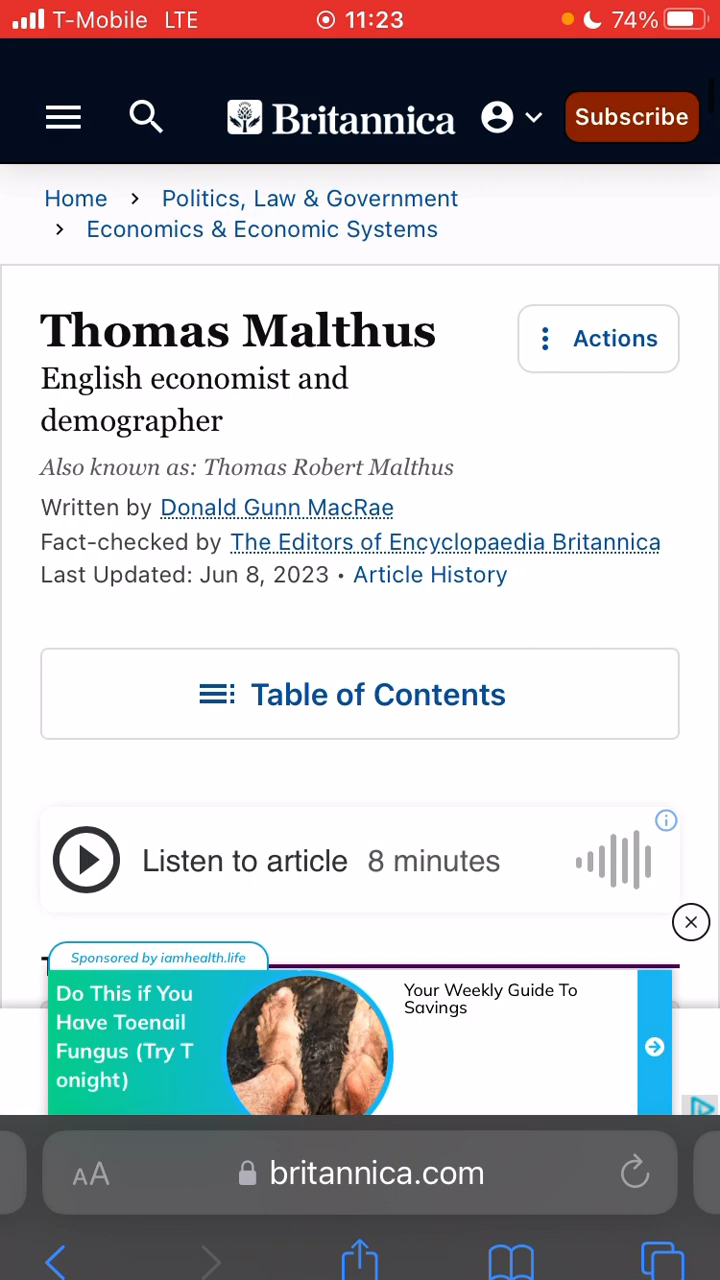 T-Mobile LTE 11:23 74%
Britannica Subscribe
Home > Politics, Law & Government
> Economics & Economic Systems
Thomas Malthus
Actions
English economist and
demographer
Also known as: Thomas Robert Malthus
Written by Donald Gunn MacRae
Fact-checked by The Editors of Encyclopaedia Britannica
Last Updated: Jun 8, 2023 • Article History
Table of Contents
Listen to article 8 minutes
Sponsored by iamhealth.life
Do This if You
Have Toenail
Fungus (Try T
onight)
Your Weekly Guide To
Savings
AA britannica.com